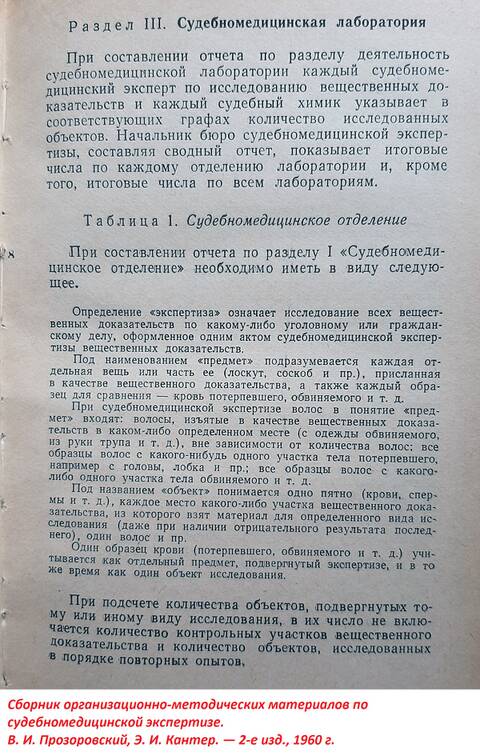 Раздел III. Судебномедицинская лаборатория
При составлении отчета по разделу деятельность
судебномедицинской лаборатории каждый судебноме-
дицинский эксперт по исследованию вещественных до-
казательств и каждый судебный химик указывает в
соответствующих графах количество исследованных
объектов. Начальник бюро судебномедицинской экспер-
тизы, составляя сводный отчет, показывает итоговые
числа по каждому отделению лаборатории и, кроме
того, итоговые числа по всем лабораториям.
Таблица 1. Судебномедицинское отделение
При составлении отчета по разделу I «Судебномеди-
цинское отделение» необходимо иметь в виду следую-
щее.
Определение «экспертиза» означает исследование всех вещест-
венных доказательств по какому-либо уголовному или граждан-
скому делу, оформленное одним актом судебномедицинской экспер-
тизы вещественных доказательств.
Под наименованием «предмет» подразумевается каждая от-
дельная вещь или часть ее (лоскут, соскоб и пр.), присланная
в качестве вещественного доказательства, а также каждый обра-
зец для сравнения — кровь потерпевшего, обвиняемого и т. д.
При судебномедицинской экспертизе волос в понятие «пред-
мет» входят: волосы, изъятые в качестве вещественных доказа-
тельств в каком-либо определенном месте (с одежды обвиняемого,
из руки трупа и т. д.), вне зависимости от количества волос; все
образцы волос с какого-нибудь одного участка тела потерпевшего,
например с головы, лобка и пр.; все образцы волос с какого-
либо одного участка тела обвиняемого и т. д.
Под названием «объект» понимается одно пятно (крови, спер-
мы и т. д.), каждое место какого-либо участка вещественного дока-
зательства, из которого взят материал для определенного вида ис-
следования (даже при наличии отрицательного результата послед-
него), один волос и пр.
Один образец крови (потерпевшего, обвиняемого и т. д.) учи-
тывается как отдельный предмет, подвергнутый экспертизе, и в то
же время как один объект исследования.
При подсчете количества объектов, подвергнутых то-
му или иному виду исследования, в их число не вклю-
чается количество контрольных участков вещественного
доказательства и количество объектов, исследованных
в порядке повторных опытов,
Сборник организационно-методических материалов по
судебномедицинской экспертизе.
В. И. Прозоровский, Э. И. Кантер. — 2-е изд., 1960 г.